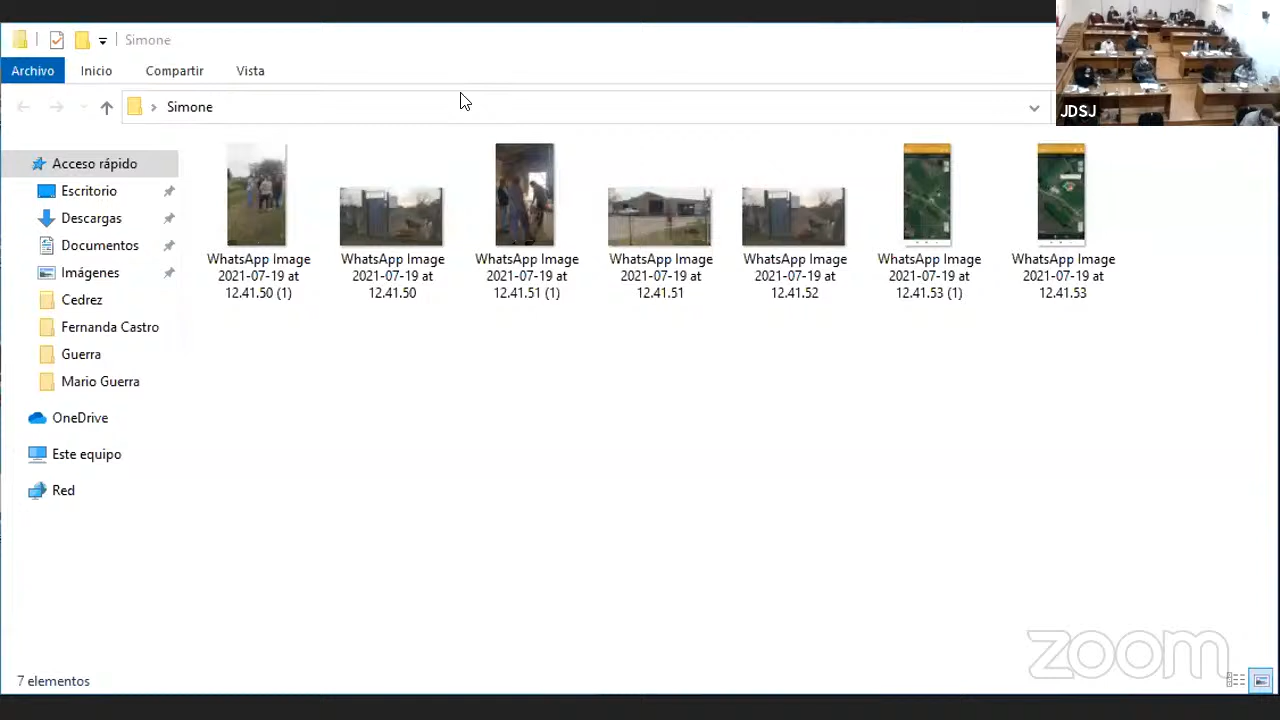 Simone
Archivo Inicio Compartir Vista
Simone
JDSJ
Acceso rápido
Escritorio
Descargas
Documentos
Imágenes
Cedrez
Fernanda Castro
Guerra
Mario Guerra
OneDrive
Este equipo
Red
WhatsApp Image
2021-07-19 at
12.41.50 (1)
WhatsApp Image
2021-07-19 at
12.41.50
WhatsApp Image
2021-07-19 at
12.41.51 (1)
WhatsApp Image
2021-07-19 at
12.41.51
WhatsApp Image
2021-07-19 at
12.41.52
WhatsApp Image
2021-07-19 at
12.41.53 (1)
WhatsApp Image
2021-07-19 at
12.41.53
zoom
7 elementos